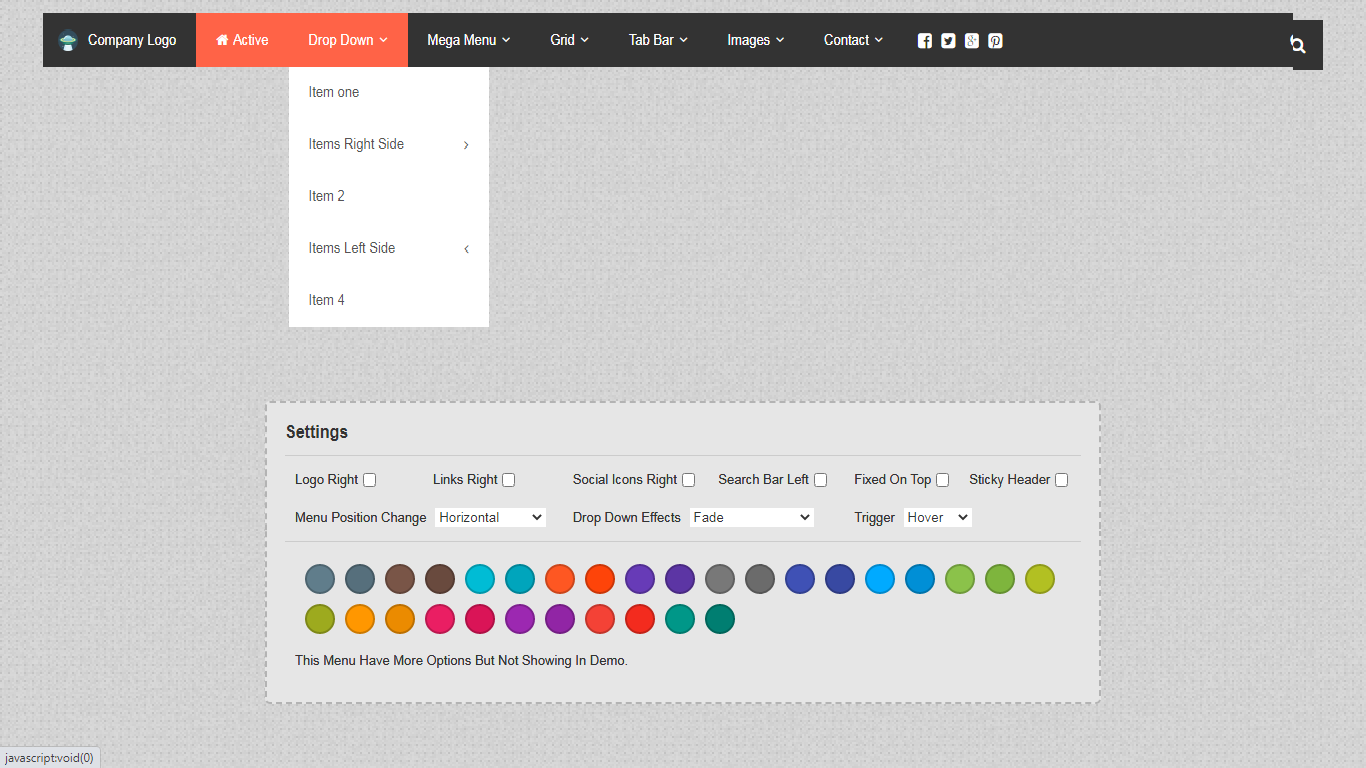 Company Logo Active Drop Down Mega Menu Grid Tab Bar Images Contact
Item one
Items Right Side
Item 2
Items Left Side
Item 4
Settings
Logo Right Links Right Social Icons Right Search Bar Left Fixed On Top Sticky Header
Menu Position Change Horizontal Drop Down Effects Fade Trigger Hover
This Menu Have More Options But Not Showing In Demo.
javascript:void(0)